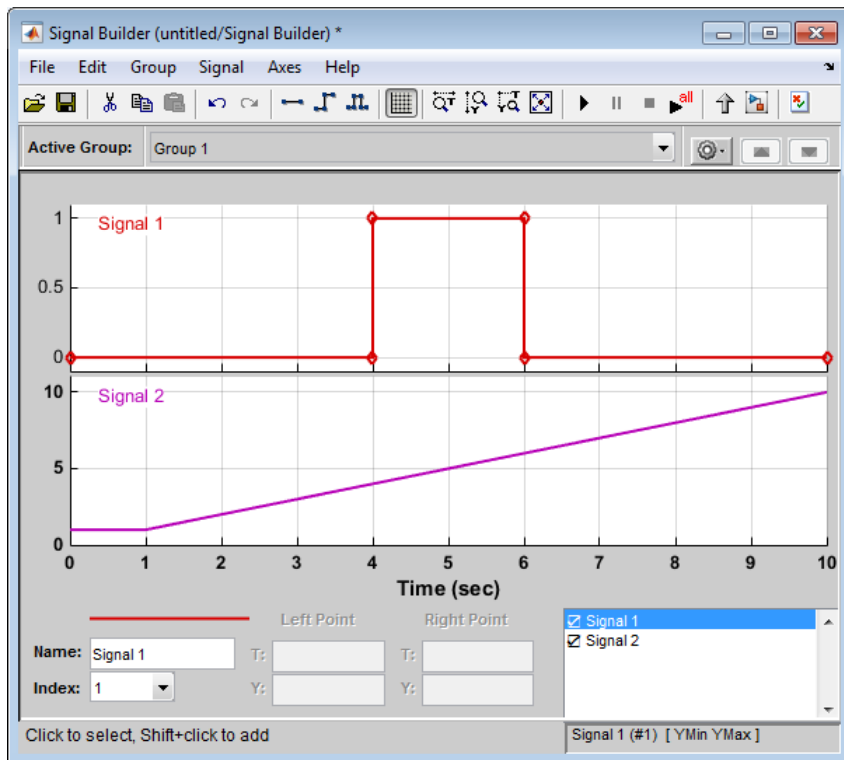 Signal Builder (untitled/Signal Builder) *
File Edit Group Signal Axes Help
all
Active Group: Group 1
1
Signal 1
0.5
0
10
Signal 2
5
0
0 1 2 3 4 5 6 7 8 9 10
Time (sec)
Left Point Right Point
Name: Signal 1 T: T:
Index: 1 Y: Y:
Signal 1
Signal 2
Click to select, Shift+click to add
Signal 1 (#1) [ YMin YMax ]